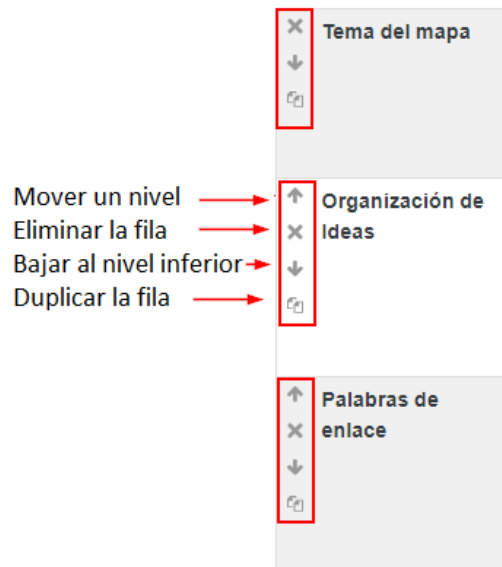 Tema del mapa
Mover un nivel
Organización de
Ideas
Eliminar la fila
Bajar al nivel inferior
Duplicar la fila
Palabras de
enlace